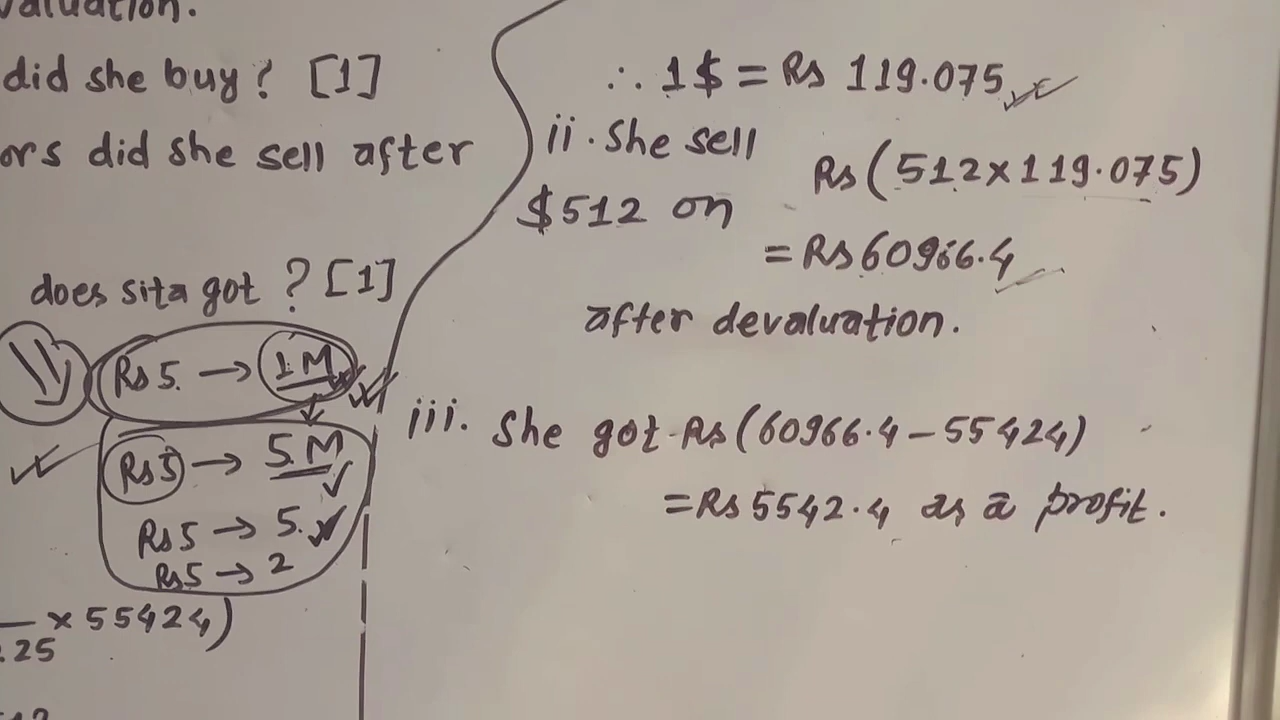 valuation.
did she buy? [1]
ors did she sell after
does sita got ? [1]
Rs 5. → 1 M
Rs 5 → 5. M
Rs 5 → 5.
Rs 5 → 2
× 55424)
.25
∴ 1$ = Rs 119.075
ii. She sell
$512 on
Rs (512×119.075)
= Rs 60966.4
after devaluation.
iii. She got Rs (60966.4 – 55424)
= Rs 5542.4 as a profit.